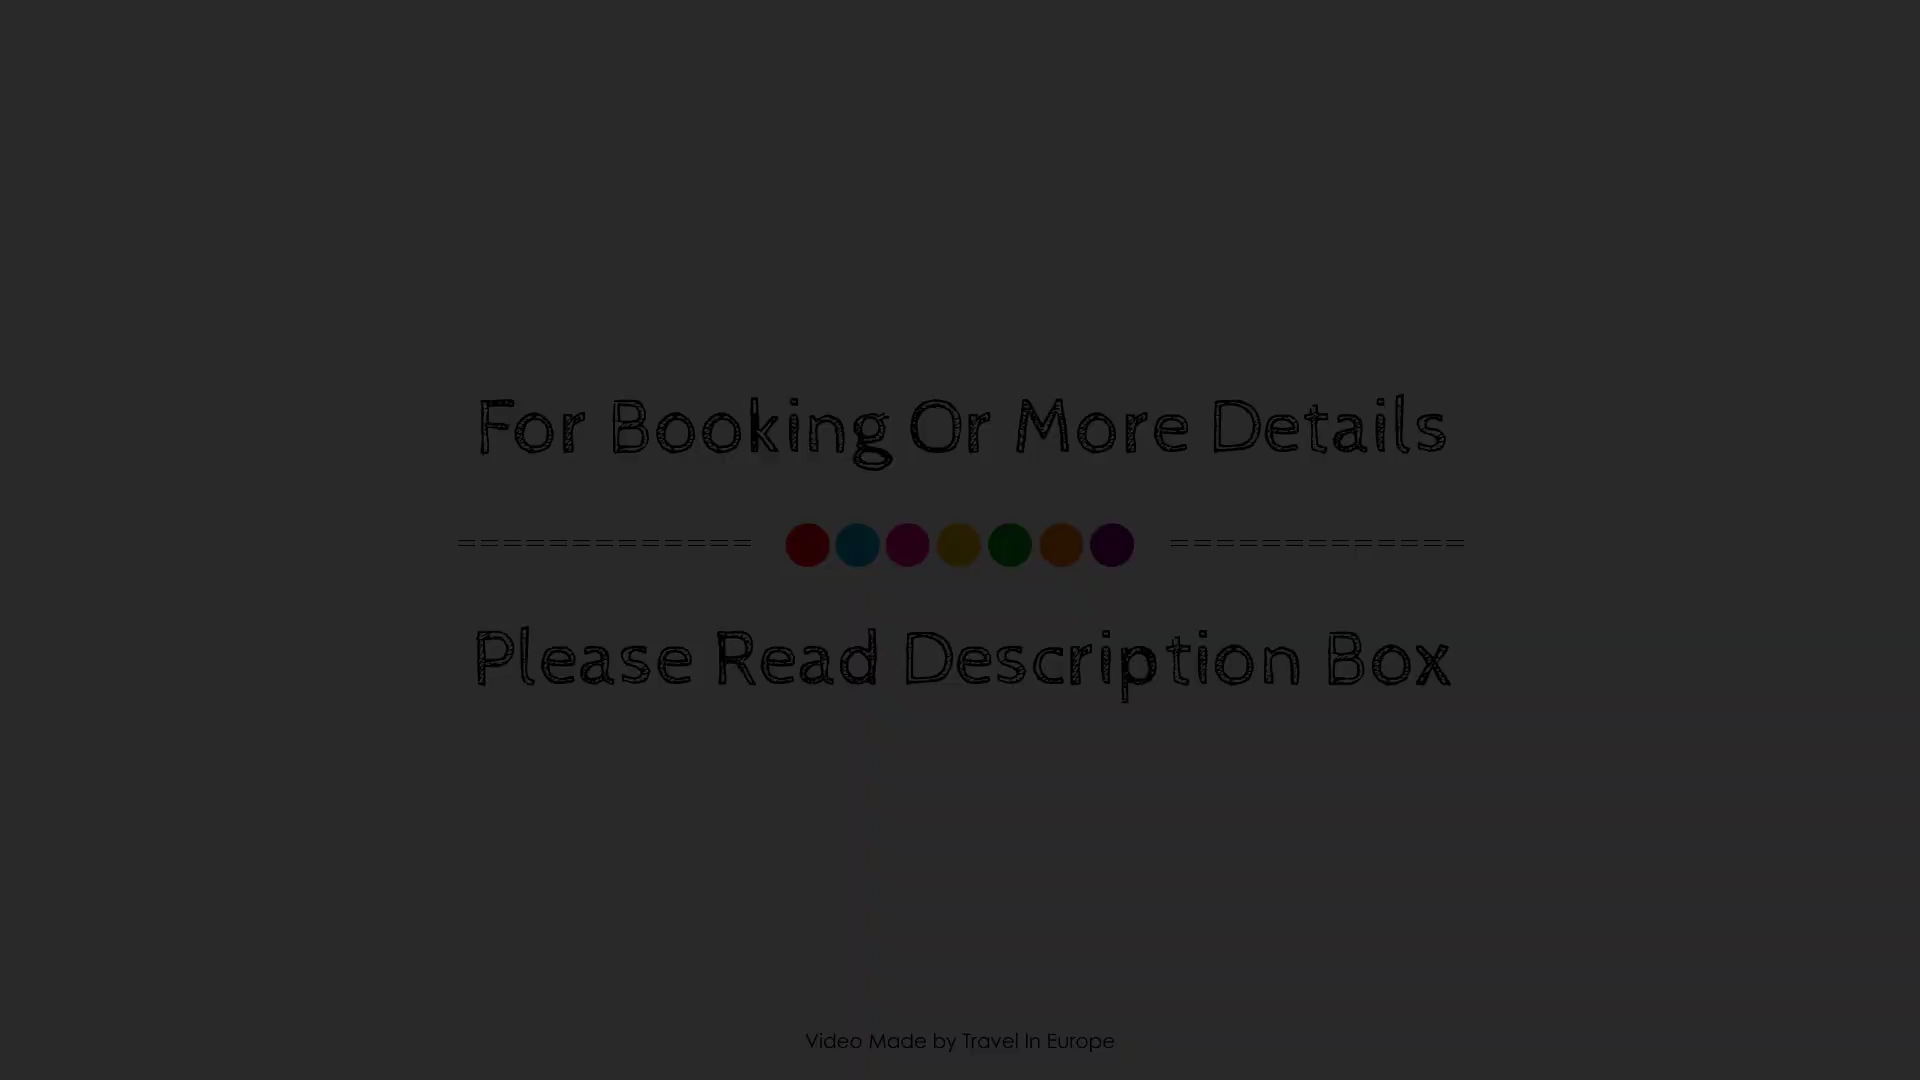 For Booking Or More Details
============= =============
Please Read Description Box
Video Made by Travel In Europe